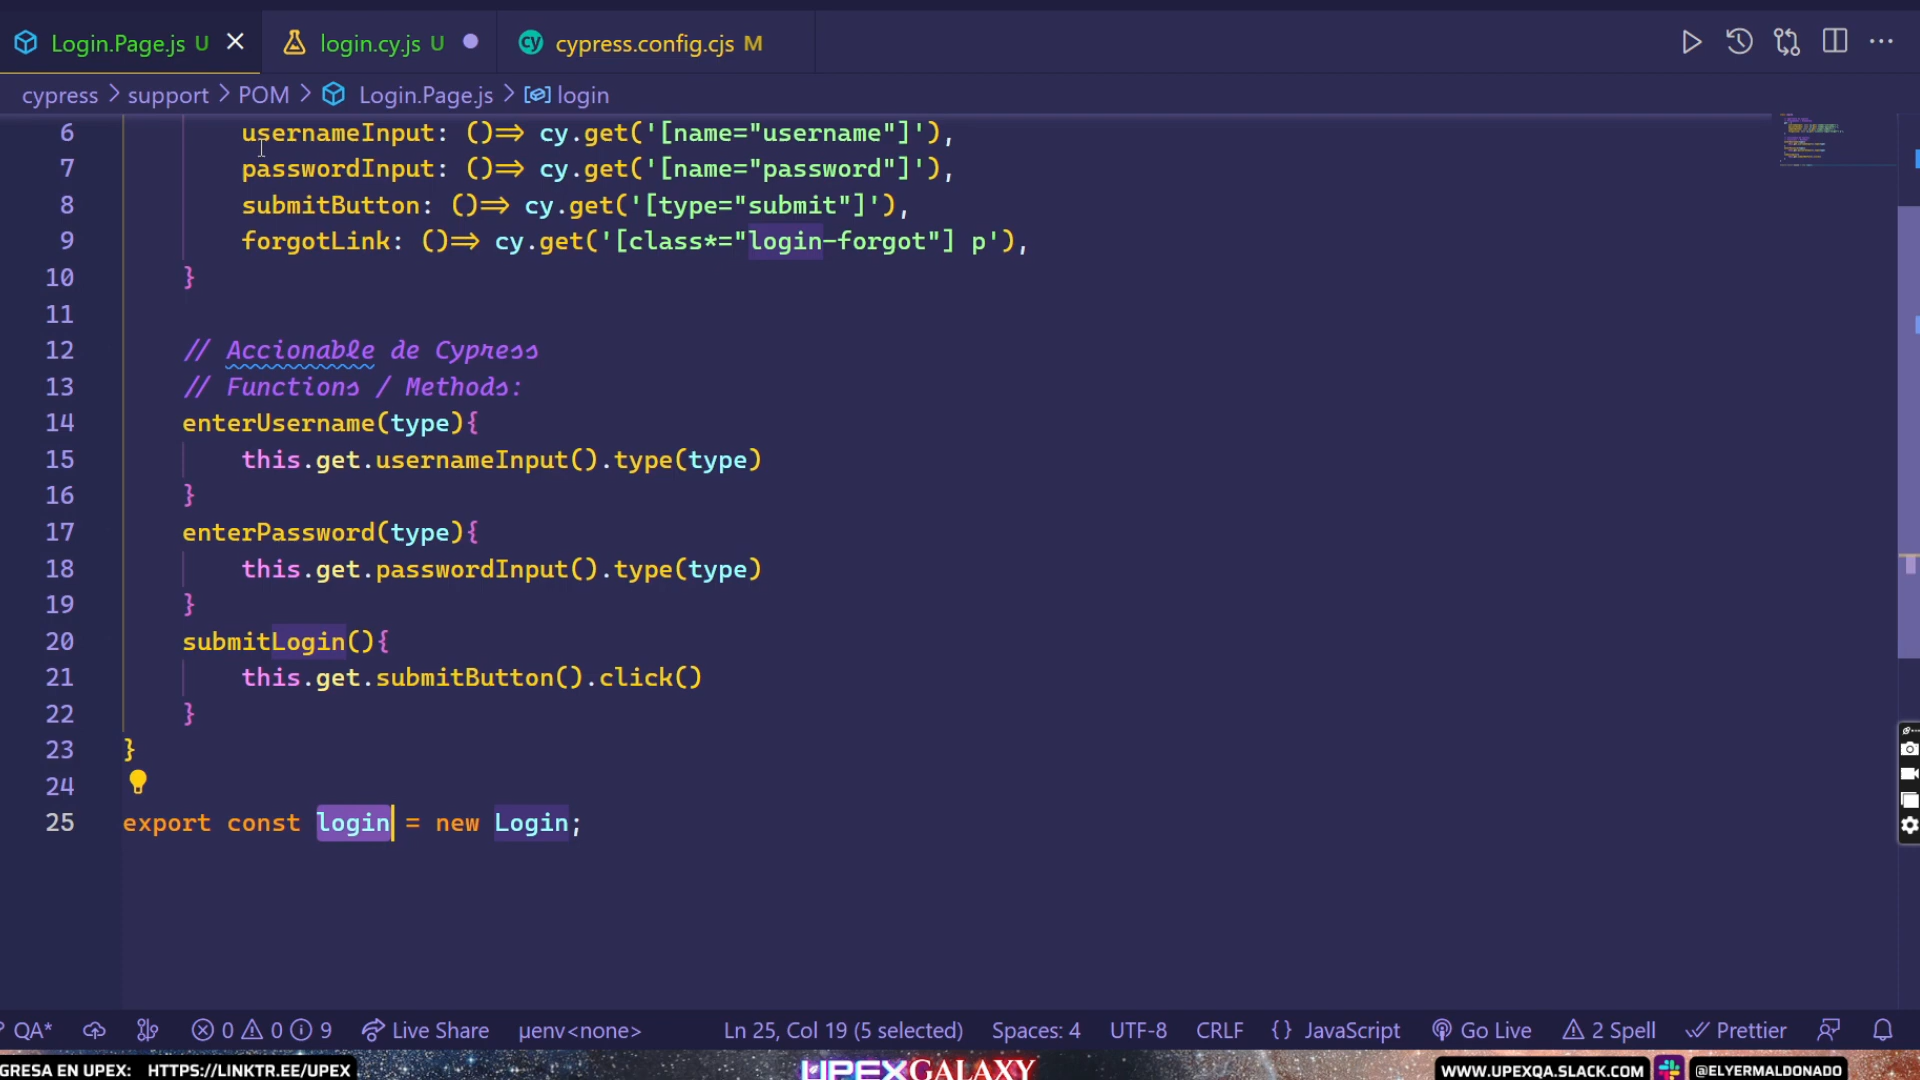 Login.Page.js U
login.cy.js U
cypress.config.cjs M
cypress > support > POM > Login.Page.js > login
6 usernameInput: ()=> cy.get('[name="username"]'),
7 passwordInput: ()=> cy.get('[name="password"]'),
8 submitButton: ()=> cy.get('[type="submit"]'),
9 forgotLink: ()=> cy.get('[class*="login-forgot"] p'),
10 }
11
12 // Accionable de Cypress
13 // Functions / Methods:
14 enterUsername(type){
15 this.get.usernameInput().type(type)
16 }
17 enterPassword(type){
18 this.get.passwordInput().type(type)
19 }
20 submitLogin(){
21 this.get.submitButton().click()
22 }
23 }
24
25 export const login = new Login;
QA* 0 0 9 Live Share µenv<none> Ln 25, Col 19 (5 selected) Spaces: 4 UTF-8 CRLF {} JavaScript Go Live 2 Spell Prettier
GRESA EN UPEX: HTTPS://LINKTR.EE/UPEX UPEXGALAXY WWW.UPEXQA.SLACK.COM @ELYERMALDONADO